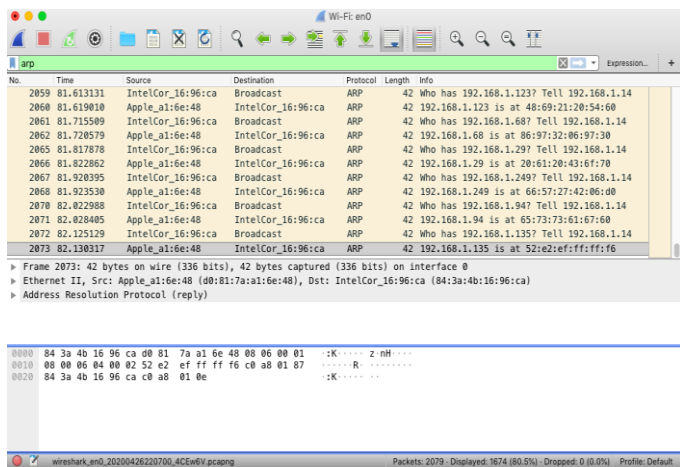 Wi-Fi: en0
arp
Expression...
+
No. Time Source Destination Protocol Length Info
2059 81.613131 IntelCor_16:96:ca Broadcast ARP 42 Who has 192.168.1.123? Tell 192.168.1.14
2060 81.619010 Apple_a1:6e:48 IntelCor_16:96:ca ARP 42 192.168.1.123 is at 48:69:21:20:54:60
2061 81.715509 IntelCor_16:96:ca Broadcast ARP 42 Who has 192.168.1.68? Tell 192.168.1.14
2062 81.720579 Apple_a1:6e:48 IntelCor_16:96:ca ARP 42 192.168.1.68 is at 86:97:32:06:97:30
2065 81.817878 IntelCor_16:96:ca Broadcast ARP 42 Who has 192.168.1.29? Tell 192.168.1.14
2066 81.822862 Apple_a1:6e:48 IntelCor_16:96:ca ARP 42 192.168.1.29 is at 20:61:20:43:6f:70
2067 81.920395 IntelCor_16:96:ca Broadcast ARP 42 Who has 192.168.1.249? Tell 192.168.1.14
2068 81.923530 Apple_a1:6e:48 IntelCor_16:96:ca ARP 42 192.168.1.249 is at 66:57:27:42:06:d0
2070 82.022988 IntelCor_16:96:ca Broadcast ARP 42 Who has 192.168.1.94? Tell 192.168.1.14
2071 82.028405 Apple_a1:6e:48 IntelCor_16:96:ca ARP 42 192.168.1.94 is at 65:73:73:61:67:60
2072 82.125129 IntelCor_16:96:ca Broadcast ARP 42 Who has 192.168.1.135? Tell 192.168.1.14
2073 82.130317 Apple_a1:6e:48 IntelCor_16:96:ca ARP 42 192.168.1.135 is at 52:e2:ef:ff:ff:f6
Frame 2073: 42 bytes on wire (336 bits), 42 bytes captured (336 bits) on interface 0
Ethernet II, Src: Apple_a1:6e:48 (d0:81:7a:a1:6e:48), Dst: IntelCor_16:96:ca (84:3a:4b:16:96:ca)
Address Resolution Protocol (reply)
0000 84 3a 4b 16 96 ca d0 81 7a a1 6e 48 08 06 00 01 ·:K····· z·nH····
0010 08 00 06 04 00 02 52 e2 ef ff ff f6 c0 a8 01 87 ······R· ········
0020 84 3a 4b 16 96 ca c0 a8 01 0e ·:K····· ··
wireshark_en0_20200426220700_4CEw6V.pcapng Packets: 2079 · Displayed: 1674 (80.5%) · Dropped: 0 (0.0%) Profile: Default